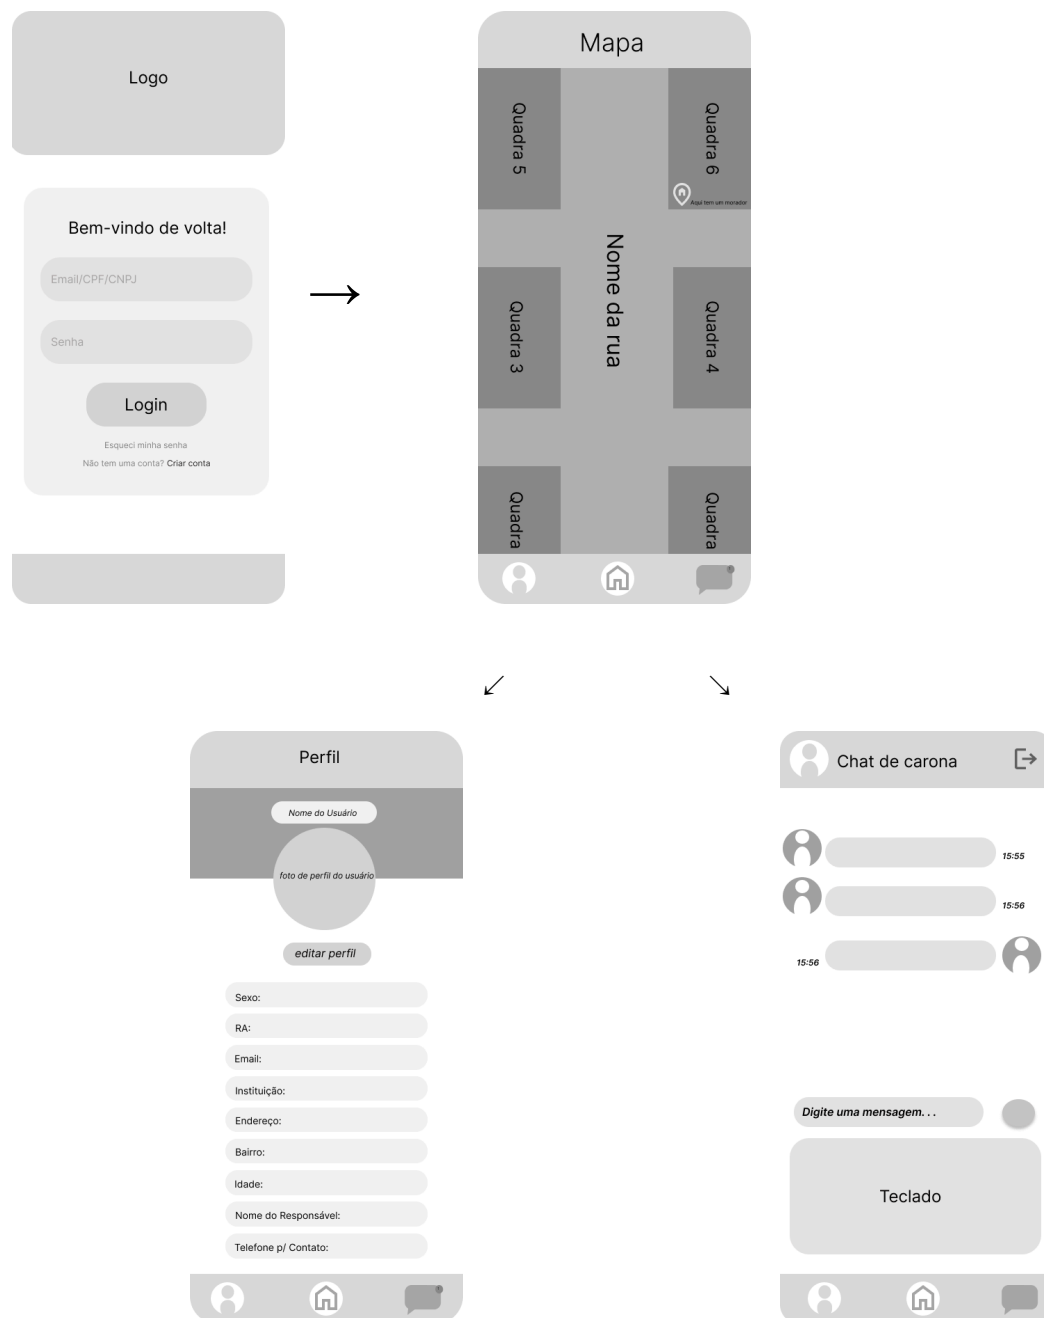 Logo
Bem-vindo de volta!
Email/CPF/CNPJ
Senha
Login
Esqueci minha senha
Não tem uma conta? Criar conta
Mapa
Quadra 5
Quadra 6
Aqui tem um morador
Nome da rua
Quadra 3
Quadra 4
Quadra
Quadra
Perfil
Nome do Usuário
foto de perfil do usuário
editar perfil
Sexo:
RA:
Email:
Instituição:
Endereço:
Bairro:
Idade:
Nome do Responsável:
Telefone p/ Contato:
Chat de carona
15:55
15:56
15:56
Digite uma mensagem. . .
Teclado